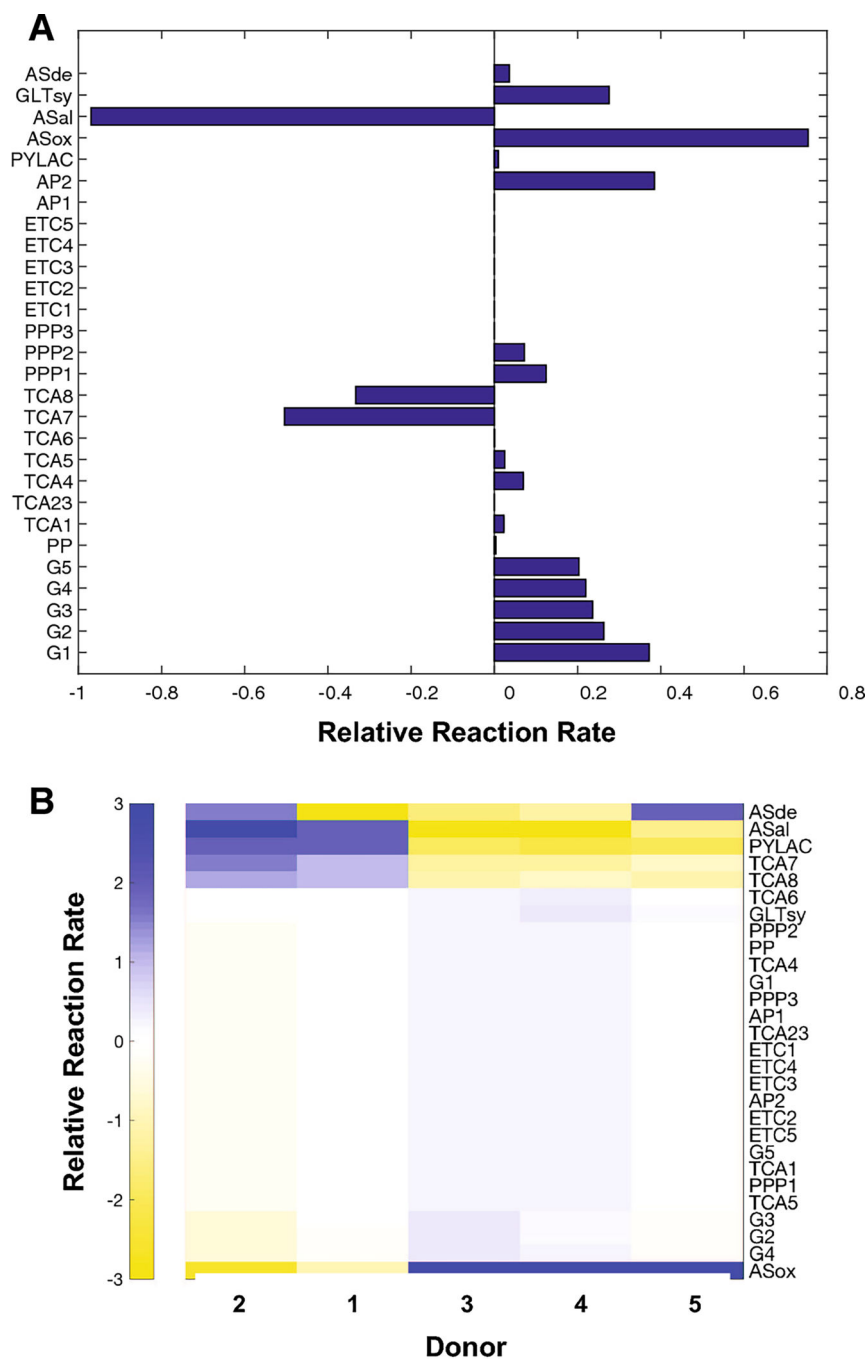 A
ASde
GLTsy
ASal
ASox
PYLAC
AP2
AP1
ETC5
ETC4
ETC3
ETC2
ETC1
PPP3
PPP2
PPP1
TCA8
TCA7
TCA6
TCA5
TCA4
TCA23
TCA1
PP
G5
G4
G3
G2
G1
-1 -0.8 -0.6 -0.4 -0.2 0 0.2 0.4 0.6 0.8
Relative Reaction Rate
B
Relative Reaction Rate
3
2
1
0
-1
-2
-3
ASde
ASal
PYLAC
TCA7
TCA8
TCA6
GLTsy
PPP2
PP
TCA4
G1
PPP3
AP1
TCA23
ETC1
ETC4
ETC3
AP2
ETC2
ETC5
G5
TCA1
PPP1
TCA5
G3
G2
G4
ASox
2 1 3 4 5
Donor